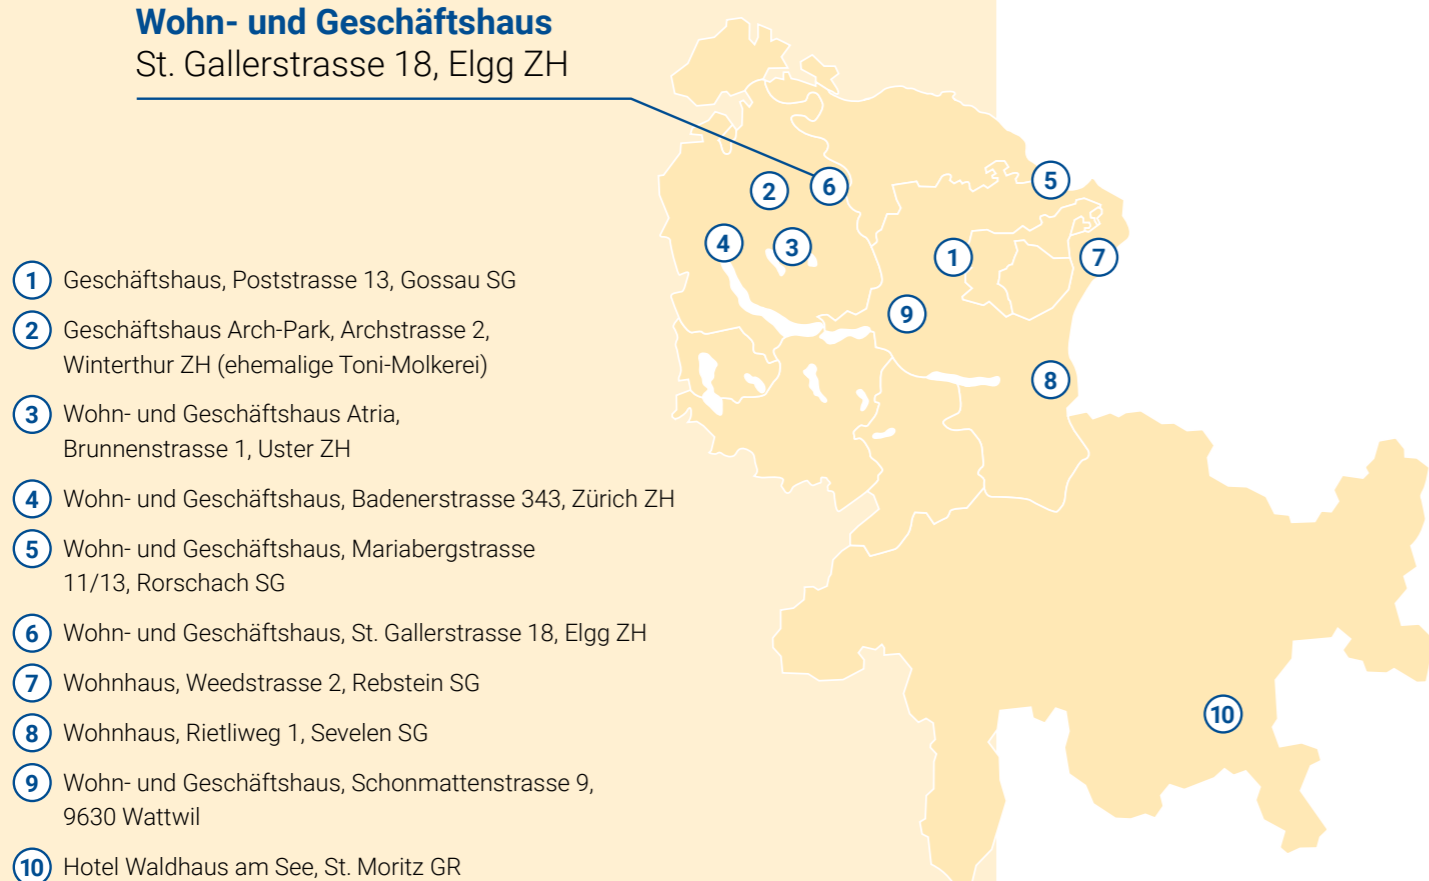 Wohn- und Geschäftshaus
St. Gallerstrasse 18, Elgg ZH
1 Geschäftshaus, Poststrasse 13, Gossau SG
2 Geschäftshaus Arch-Park, Archstrasse 2,
Winterthur ZH (ehemalige Toni-Molkerei)
3 Wohn- und Geschäftshaus Atria,
Brunnenstrasse 1, Uster ZH
4 Wohn- und Geschäftshaus, Badenerstrasse 343, Zürich ZH
5 Wohn- und Geschäftshaus, Mariabergstrasse
11/13, Rorschach SG
6 Wohn- und Geschäftshaus, St. Gallerstrasse 18, Elgg ZH
7 Wohnhaus, Weedstrasse 2, Rebstein SG
8 Wohnhaus, Rietliweg 1, Sevelen SG
9 Wohn- und Geschäftshaus, Schonmattenstrasse 9,
9630 Wattwil
10 Hotel Waldhaus am See, St. Moritz GR
5
2
6
4
3
1
7
9
8
10